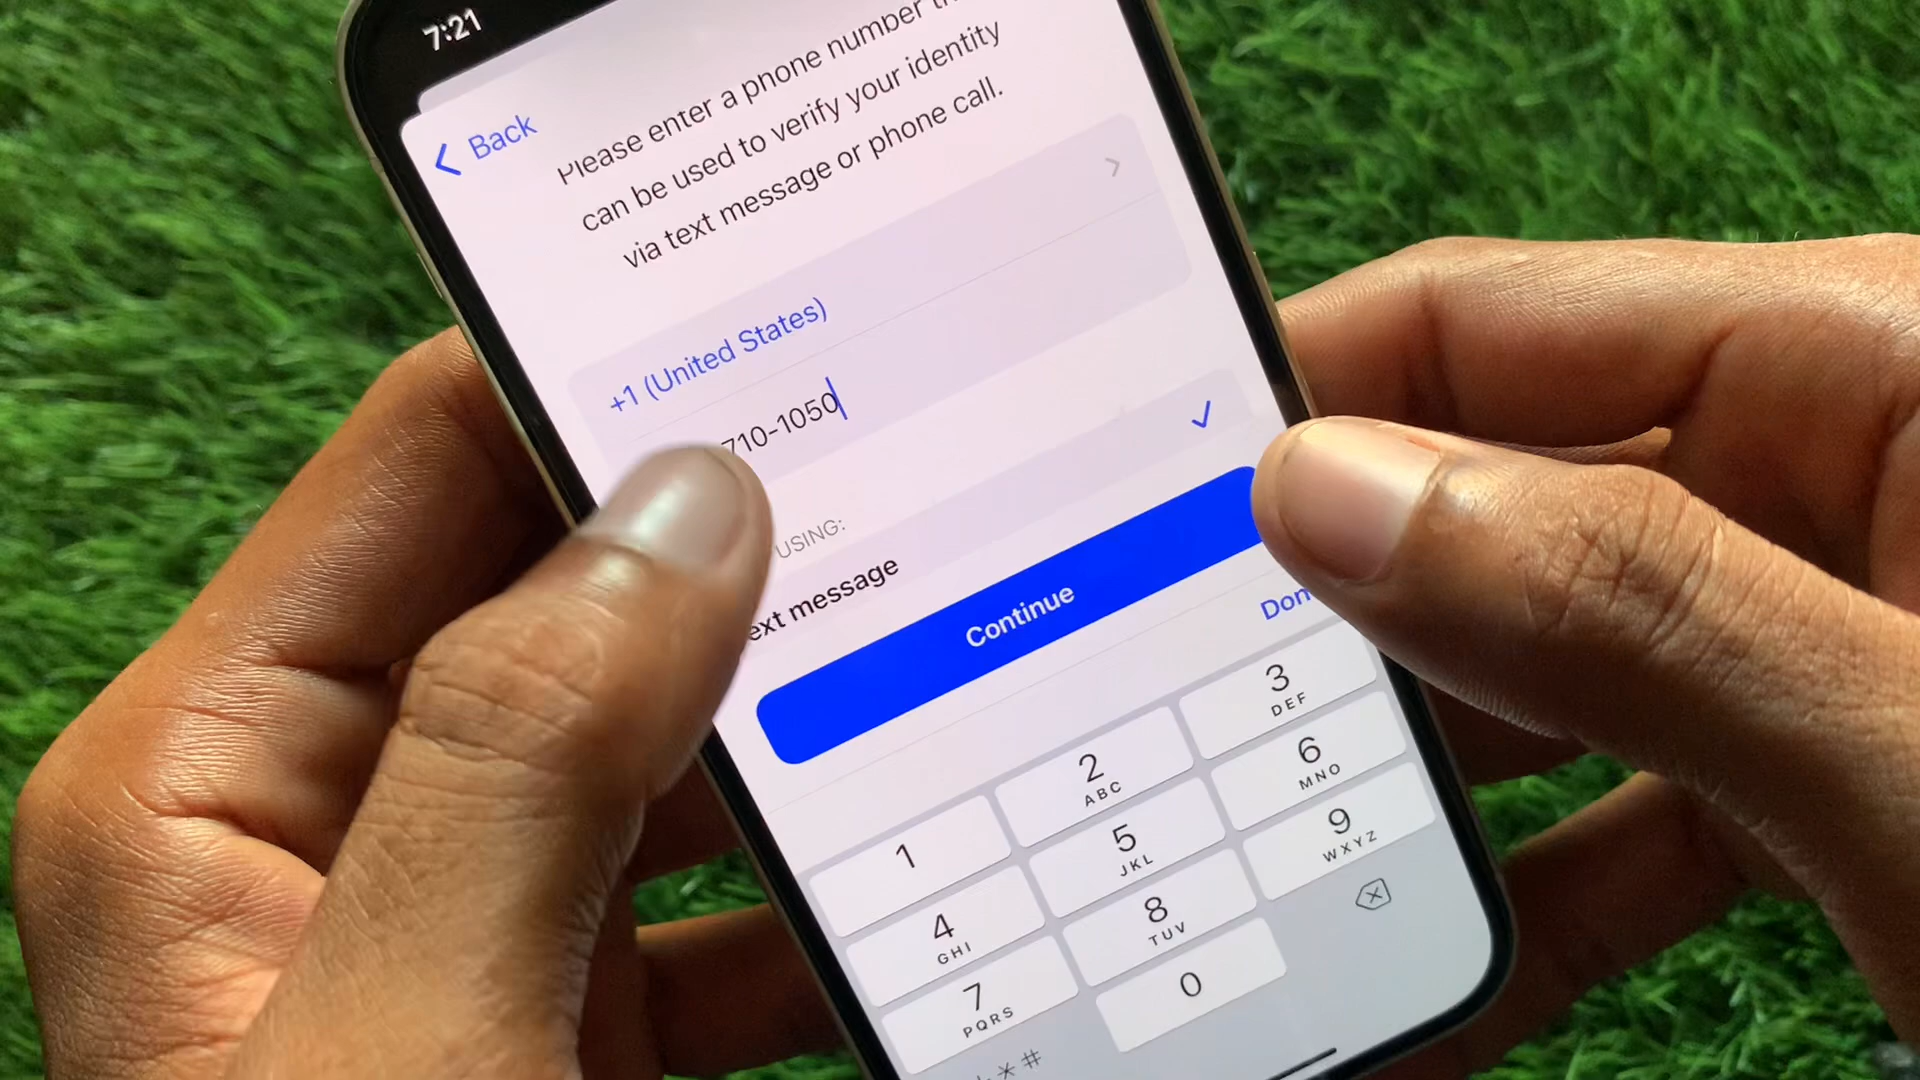 7:21
Back
Please enter a phone number
can be used to verify your identity
via text message or phone call.
+1 (United States)
710-1050
USING:
ext message
Continue
Don
1
2
ABC
3
DEF
4
GHI
5
JKL
6
MNO
7
PQRS
8
TUV
9
WXYZ
* #
0